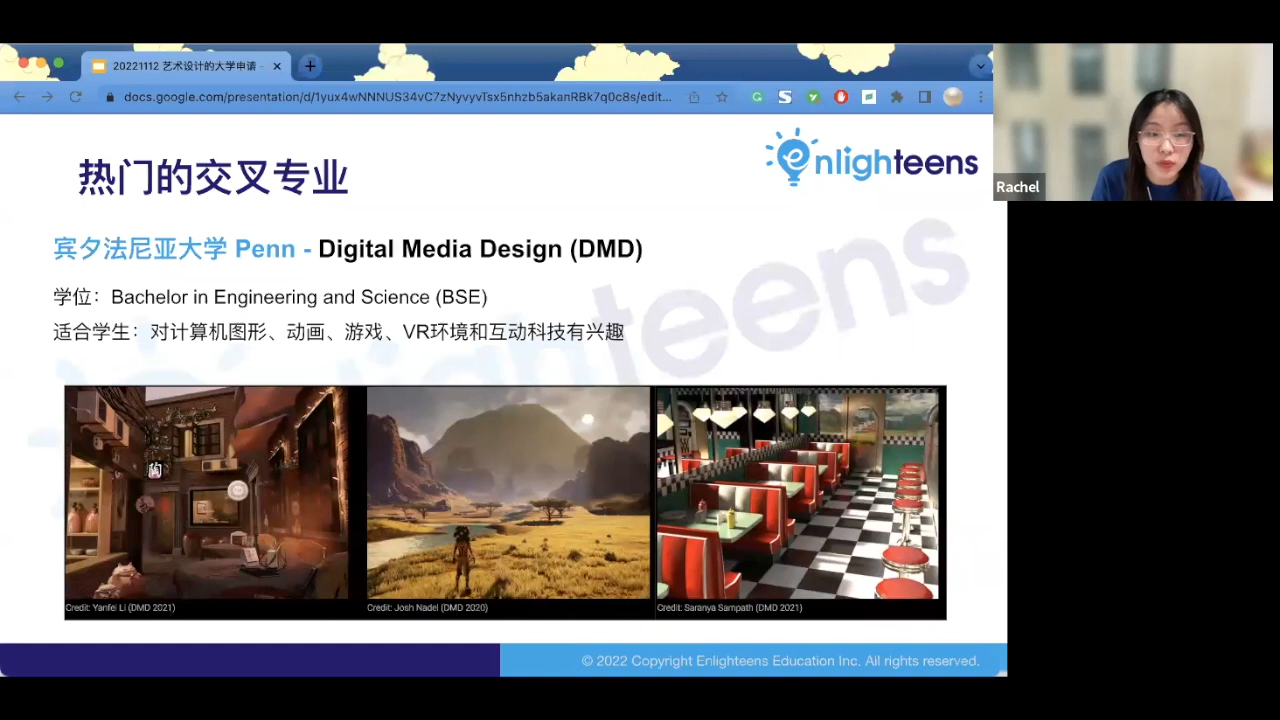 20221112 艺术设计的大学申请 -
docs.google.com/presentation/d/1yux4wNNNUS34vC7zNyvyvTsx5nhzb5akanRBk7q0c8s/edit...
enlighteens
Rachel
热门的交叉专业
宾夕法尼亚大学 Penn - Digital Media Design (DMD)
学位：Bachelor in Engineering and Science (BSE)
适合学生：对计算机图形、动画、游戏、VR环境和互动科技有兴趣
陶
Credit: Yanfei Li (DMD 2021)
Credit: Josh Nadel (DMD 2020)
Credit: Saranya Sampath (DMD 2021)
© 2022 Copyright Enlighteens Education Inc. All rights reserved.